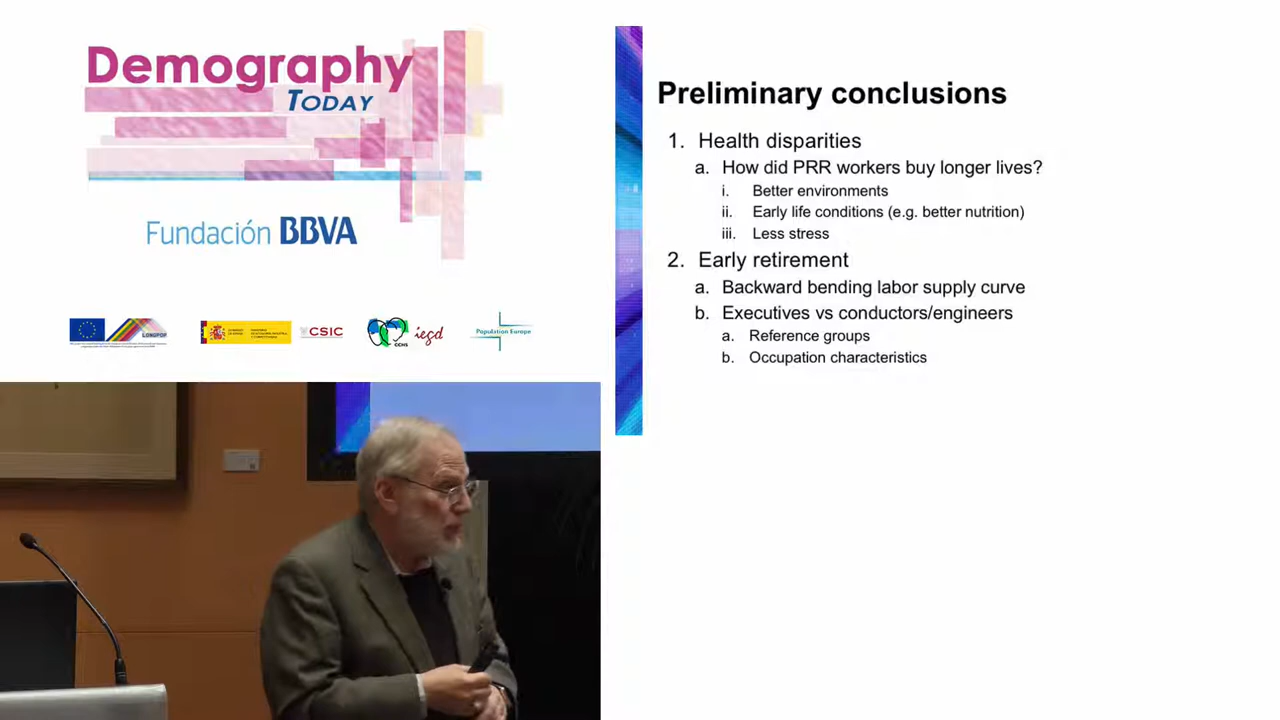 Demography
TODAY
Fundación BBVA
LONGPOP
CSIC
CCHS
iegd
Population Europe
Preliminary conclusions
1. Health disparities
a. How did PRR workers buy longer lives?
i. Better environments
ii. Early life conditions (e.g. better nutrition)
iii. Less stress
2. Early retirement
a. Backward bending labor supply curve
b. Executives vs conductors/engineers
a. Reference groups
b. Occupation characteristics